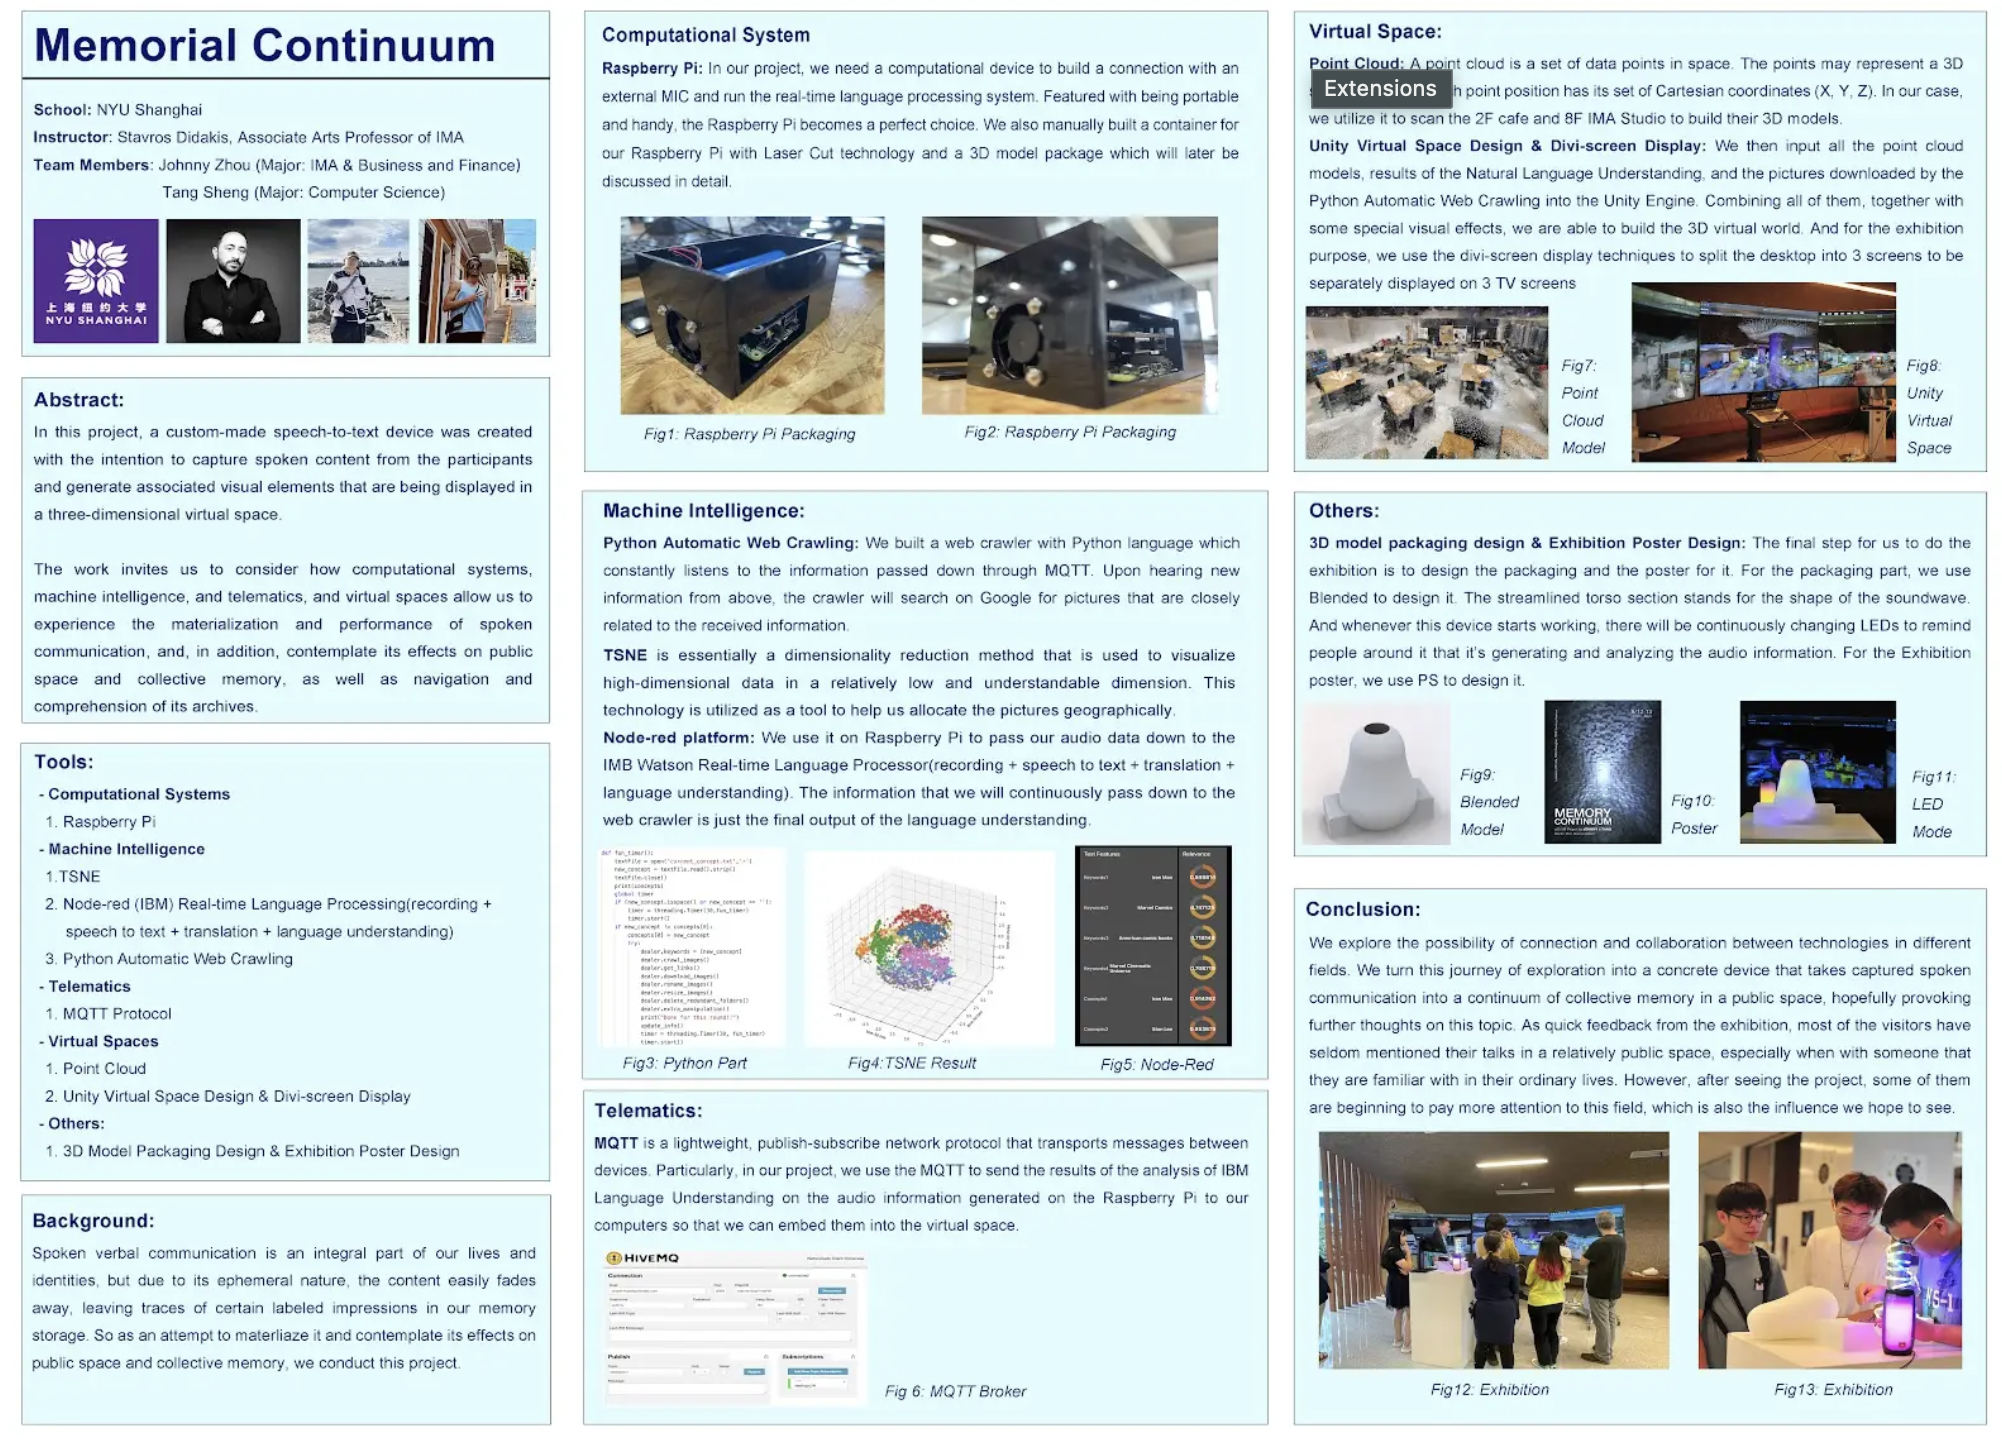 Memorial Continuum
School: NYU Shanghai
Instructor: Stavros Didakis, Associate Arts Professor of IMA
Team Members: Johnny Zhou (Major: IMA & Business and Finance)
Tang Sheng (Major: Computer Science)
上海纽约大学
NYU SHANGHAI
Abstract:
In this project, a custom-made speech-to-text device was created
with the intention to capture spoken content from the participants
and generate associated visual elements that are being displayed in
a three-dimensional virtual space.
The work invites us to consider how computational systems,
machine intelligence, and telematics, and virtual spaces allow us to
experience the materialization and performance of spoken
communication, and, in addition, contemplate its effects on public
space and collective memory, as well as navigation and
comprehension of its archives.
Tools:
- Computational Systems
1. Raspberry Pi
- Machine Intelligence
1.TSNE
2. Node-red (IBM) Real-time Language Processing(recording +
speech to text + translation + language understanding)
3. Python Automatic Web Crawling
- Telematics
1. MQTT Protocol
- Virtual Spaces
1. Point Cloud
2. Unity Virtual Space Design & Divi-screen Display
- Others:
1. 3D Model Packaging Design & Exhibition Poster Design
Background:
Spoken verbal communication is an integral part of our lives and
identities, but due to its ephemeral nature, the content easily fades
away, leaving traces of certain labeled impressions in our memory
storage. So as an attempt to materliaze it and contemplate its effects on
public space and collective memory, we conduct this project.
Computational System
Raspberry Pi: In our project, we need a computational device to build a connection with an
external MIC and run the real-time language processing system. Featured with being portable
and handy, the Raspberry Pi becomes a perfect choice. We also manually built a container for
our Raspberry Pi with Laser Cut technology and a 3D model package which will later be
discussed in detail.
Fig1: Raspberry Pi Packaging
Fig2: Raspberry Pi Packaging
Machine Intelligence:
Python Automatic Web Crawling: We built a web crawler with Python language which
constantly listens to the information passed down through MQTT. Upon hearing new
information from above, the crawler will search on Google for pictures that are closely
related to the received information.
TSNE is essentially a dimensionality reduction method that is used to visualize
high-dimensional data in a relatively low and understandable dimension. This
technology is utilized as a tool to help us allocate the pictures geographically.
Node-red platform: We use it on Raspberry Pi to pass our audio data down to the
IMB Watson Real-time Language Processor(recording + speech to text + translation +
language understanding). The information that we will continuously pass down to the
web crawler is just the final output of the language understanding.
def fun_timer():
textfile.close()
print(concepts)
global timer
timer.start()
concepts[0] = new_concept
try:
dealer.crawl_images()
dealer.get_links()
dealer.download_images()
dealer.rename_images()
dealer.resize_images()
update_info()
timer.start()
Text Features Relevance
Fig3: Python Part
Fig4:TSNE Result
Fig5: Node-Red
Telematics:
MQTT is a lightweight, publish-subscribe network protocol that transports messages between
devices. Particularly, in our project, we use the MQTT to send the results of the analysis of IBM
Language Understanding on the audio information generated on the Raspberry Pi to our
computers so that we can embed them into the virtual space.
HIVEMQ
Connection
Publish
Subscriptions
Fig 6: MQTT Broker
Virtual Space:
Point Cloud: A point cloud is a set of data points in space. The points may represent a 3D
Extensions
h point position has its set of Cartesian coordinates (X, Y, Z). In our case,
we utilize it to scan the 2F cafe and 8F IMA Studio to build their 3D models.
Unity Virtual Space Design & Divi-screen Display: We then input all the point cloud
models, results of the Natural Language Understanding, and the pictures downloaded by the
Python Automatic Web Crawling into the Unity Engine. Combining all of them, together with
some special visual effects, we are able to build the 3D virtual world. And for the exhibition
purpose, we use the divi-screen display techniques to split the desktop into 3 screens to be
separately displayed on 3 TV screens
Fig7:
Point
Cloud
Model
Fig8:
Unity
Virtual
Space
Others:
3D model packaging design & Exhibition Poster Design: The final step for us to do the
exhibition is to design the packaging and the poster for it. For the packaging part, we use
Blended to design it. The streamlined torso section stands for the shape of the soundwave.
And whenever this device starts working, there will be continuously changing LEDs to remind
people around it that it's generating and analyzing the audio information. For the Exhibition
poster, we use PS to design it.
Fig9:
Blended
Model
MEMORY
CONTINUUM
Fig10:
Poster
Fig11:
LED
Mode
Conclusion:
We explore the possibility of connection and collaboration between technologies in different
fields. We turn this journey of exploration into a concrete device that takes captured spoken
communication into a continuum of collective memory in a public space, hopefully provoking
further thoughts on this topic. As quick feedback from the exhibition, most of the visitors have
seldom mentioned their talks in a relatively public space, especially when with someone that
they are familiar with in their ordinary lives. However, after seeing the project, some of them
are beginning to pay more attention to this field, which is also the influence we hope to see.
Fig12: Exhibition
Fig13: Exhibition